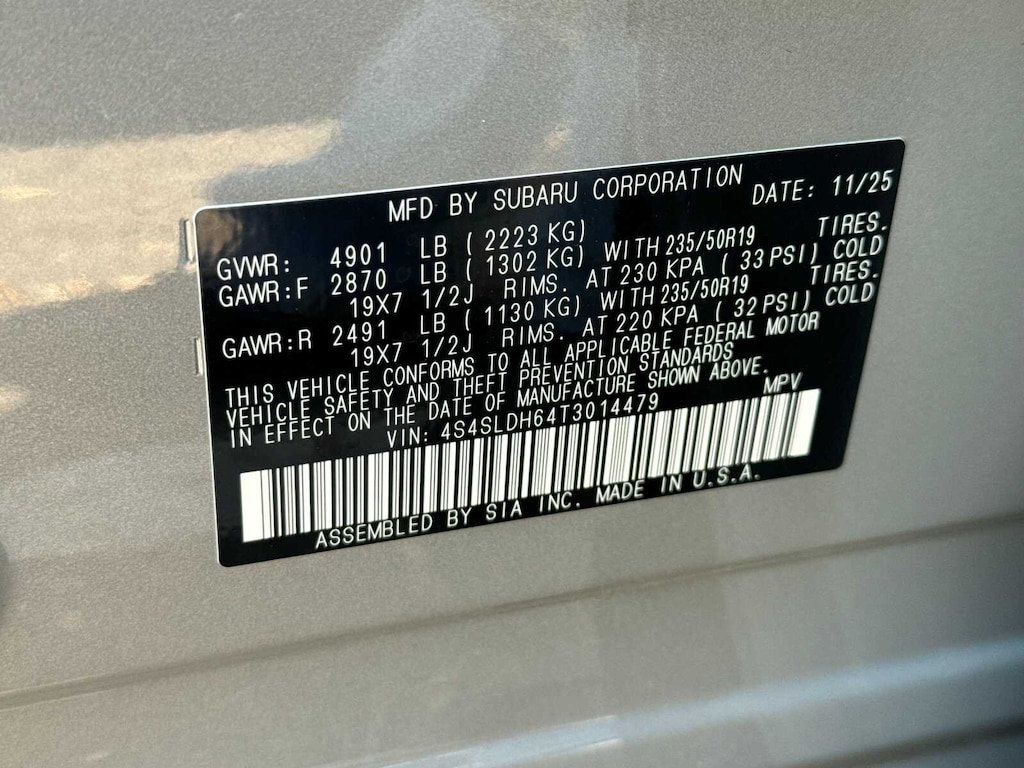 MFD BY SUBARU CORPORATION DATE: 11/25
GVWR: 4901 LB ( 2223 KG)
GAWR:F 2870 LB ( 1302 KG) WITH 235/50R19 TIRES.
19X7 1/2J RIMS. AT 230 KPA ( 33 PSI) COLD
GAWR:R 2491 LB ( 1130 KG) WITH 235/50R19 TIRES.
19X7 1/2J RIMS. AT 220 KPA ( 32 PSI) COLD
THIS VEHICLE CONFORMS TO ALL APPLICABLE FEDERAL MOTOR
VEHICLE SAFETY AND THEFT PREVENTION STANDARDS
IN EFFECT ON THE DATE OF MANUFACTURE SHOWN ABOVE.
VIN: 4S4SLDH64T3014479 MPV
ASSEMBLED BY SIA INC. MADE IN U.S.A.